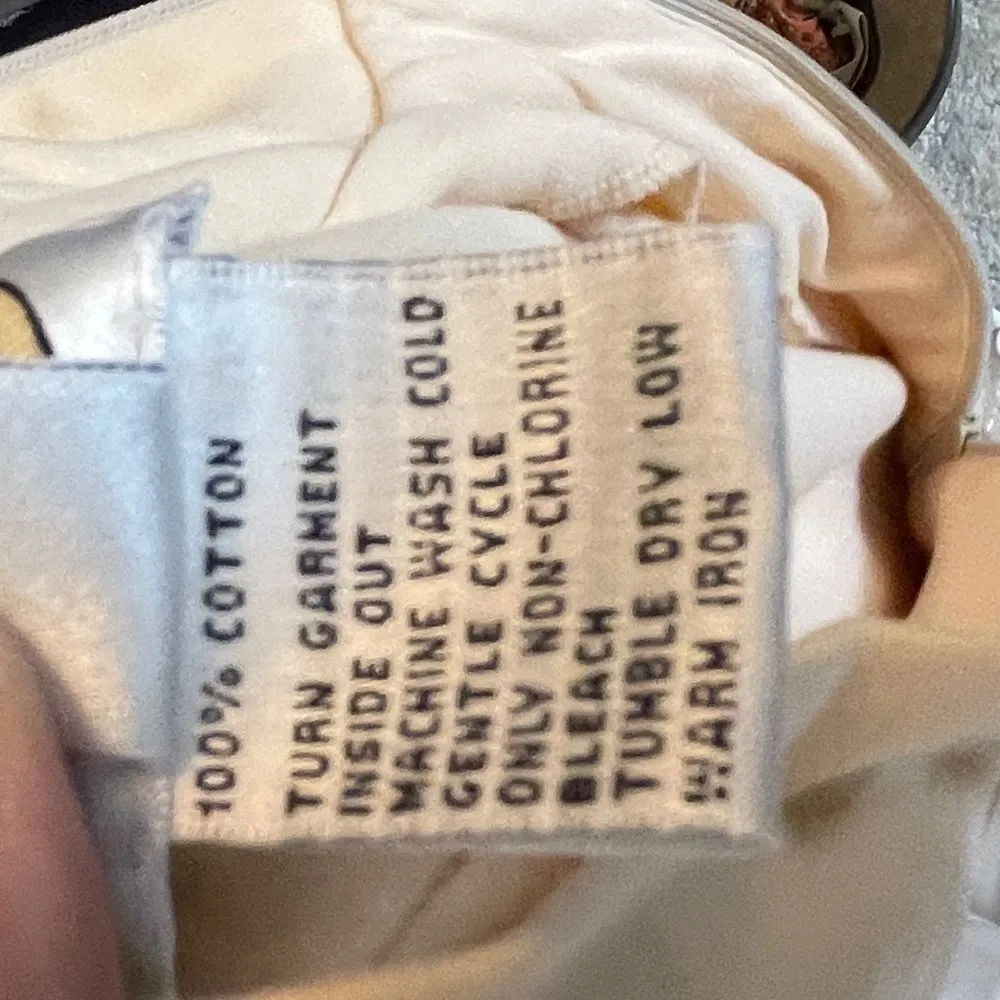 100% COTTON
TURN GARMENT
INSIDE OUT
MACHINE WASH COLD
GENTLE CYCLE
ONLY NON-CHLORINE
BLEACH
TUMBLE DRY LOW
WARM IRON